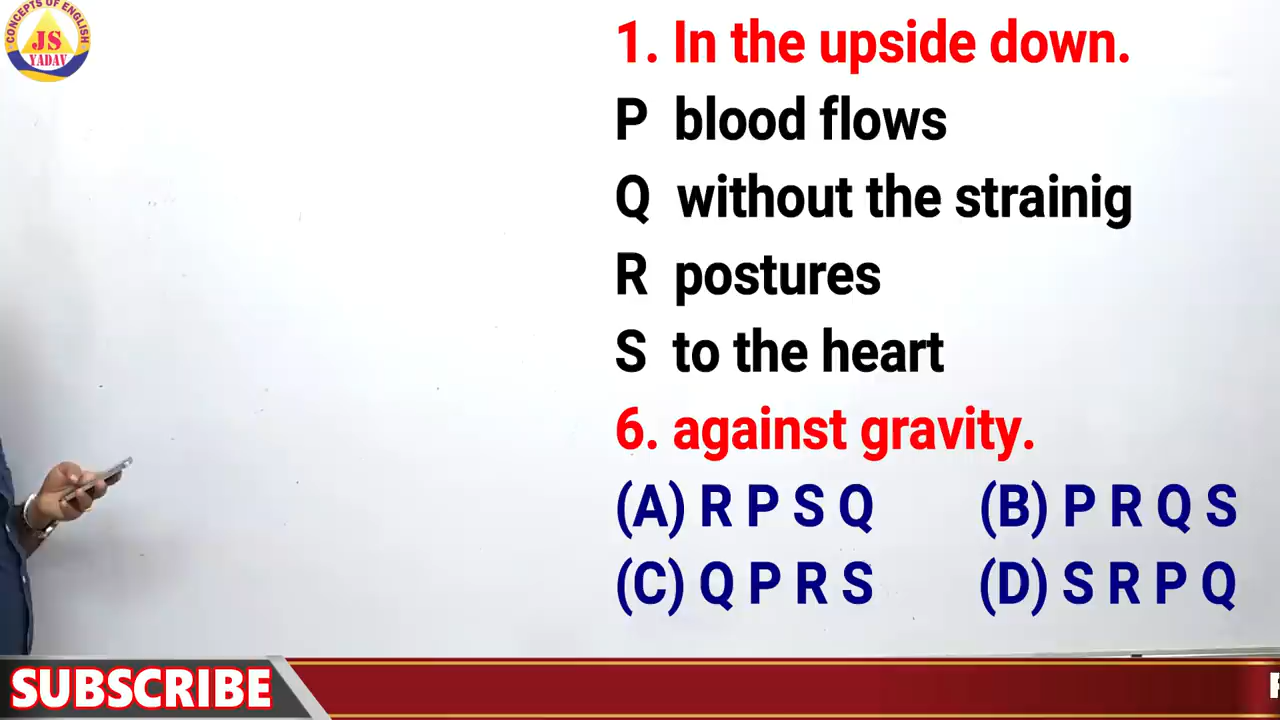 CONCEPTS OF ENGLISH
JS
YADAV
1. In the upside down.
P blood flows
Q without the strainig
R postures
S to the heart
6. against gravity.
(A) R P S Q (B) P R Q S
(C) Q P R S (D) S R P Q
SUBSCRIBE